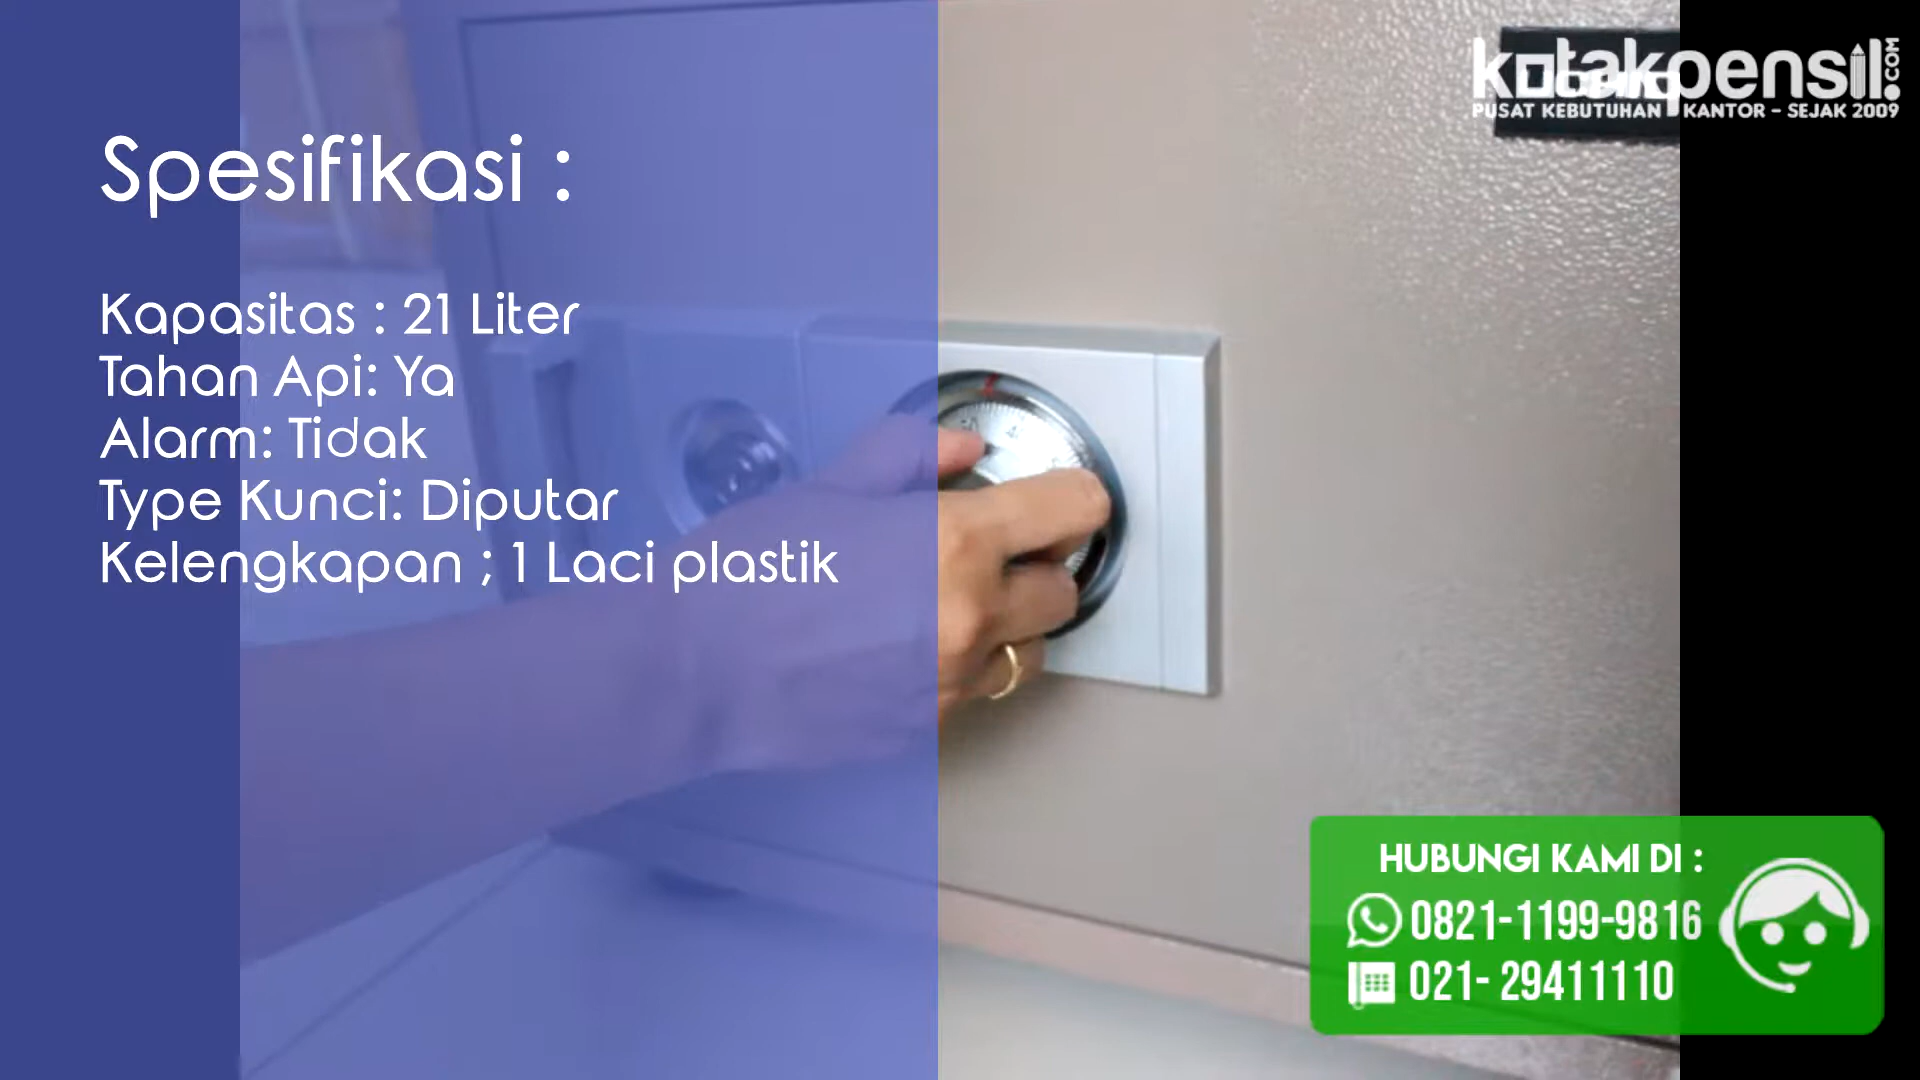 kotakpensil.com
PUSAT KEBUTUHAN KANTOR – SEJAK 2009
Spesifikasi :
Kapasitas : 21 Liter
Tahan Api: Ya
Alarm: Tidak
Type Kunci: Diputar
Kelengkapan ; 1 Laci plastik
HUBUNGI KAMI DI :
0821-1199-9816
021- 29411110